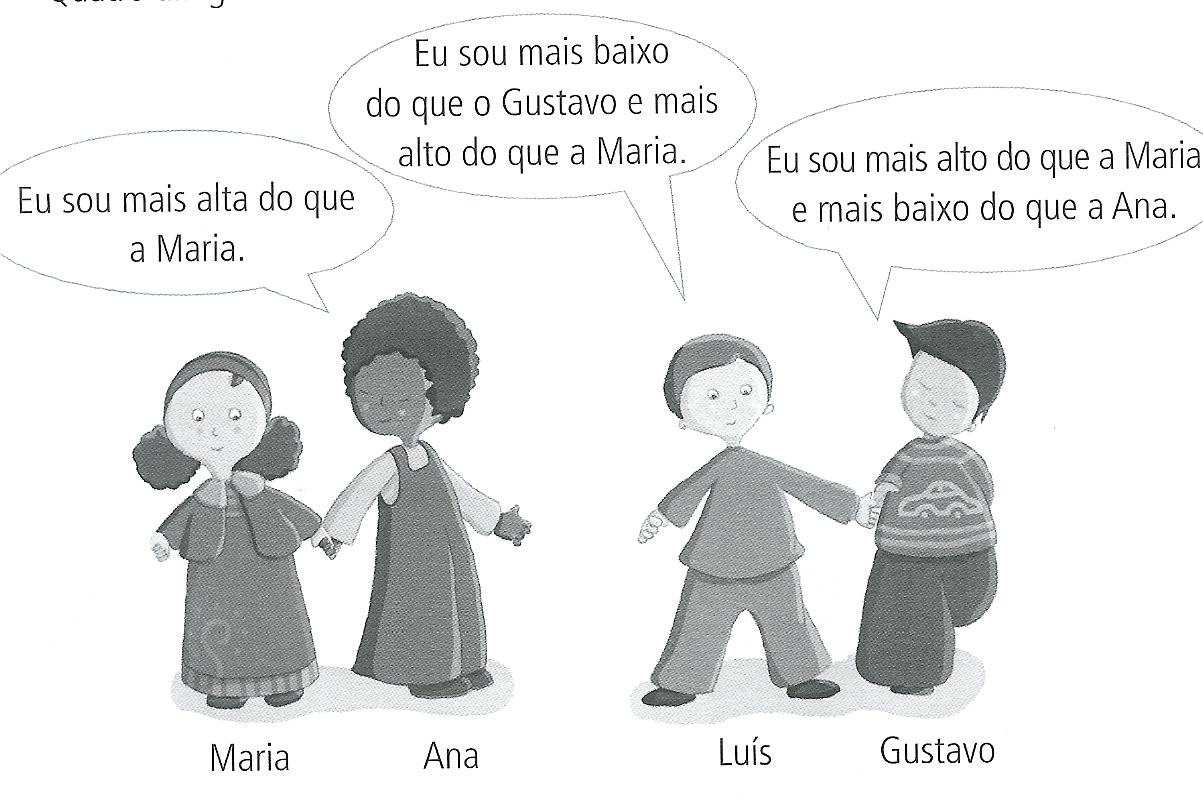 Eu sou mais alta do que
a Maria.
Eu sou mais baixo
do que o Gustavo e mais
alto do que a Maria.
Eu sou mais alto do que a Maria
e mais baixo do que a Ana.
Maria
Ana
Luís
Gustavo